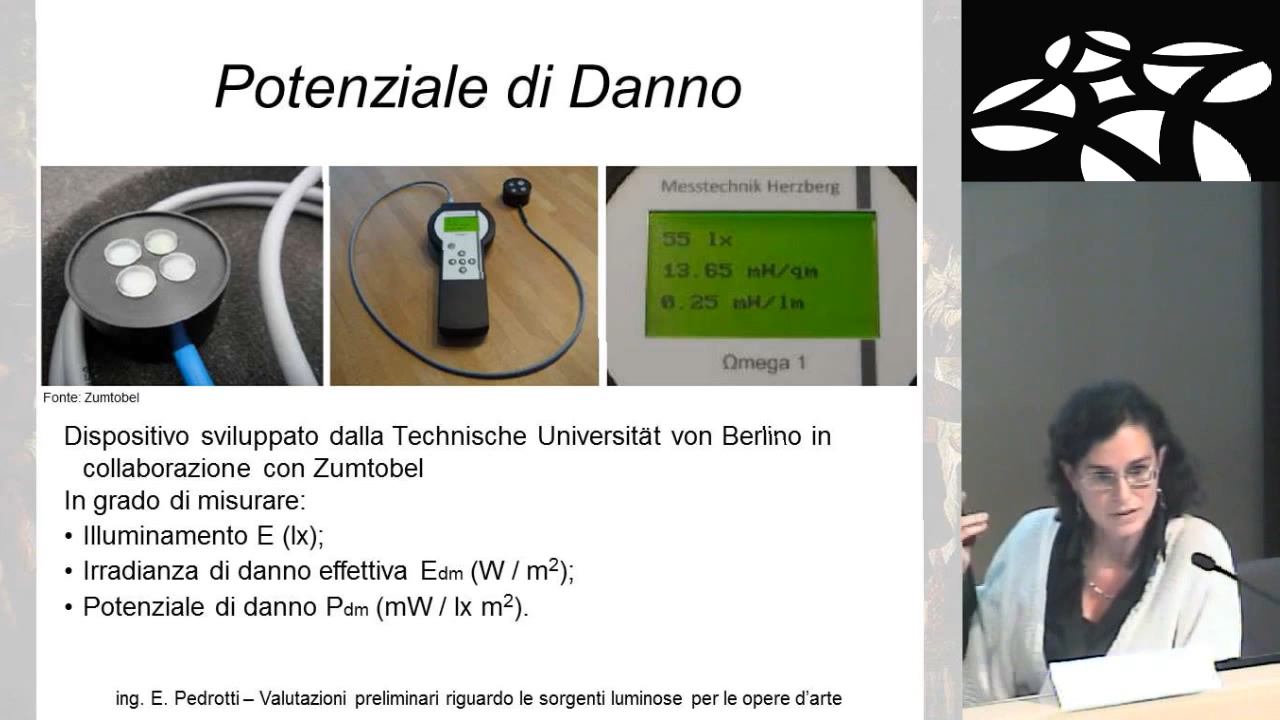 Potenziale di Danno
Messtechnik Herzberg
55 lx
13.65 mW/qm
0.25 mW/lm
Ωmega 1
Fonte: Zumtobel
Dispositivo sviluppato dalla Technische Universität von Berlino in
collaborazione con Zumtobel
In grado di misurare:
• Illuminamento E (lx);
• Irradianza di danno effettiva Edm (W / m²);
• Potenziale di danno Pdm (mW / lx m²).
ing. E. Pedrotti – Valutazioni preliminari riguardo le sorgenti luminose per le opere d'arte